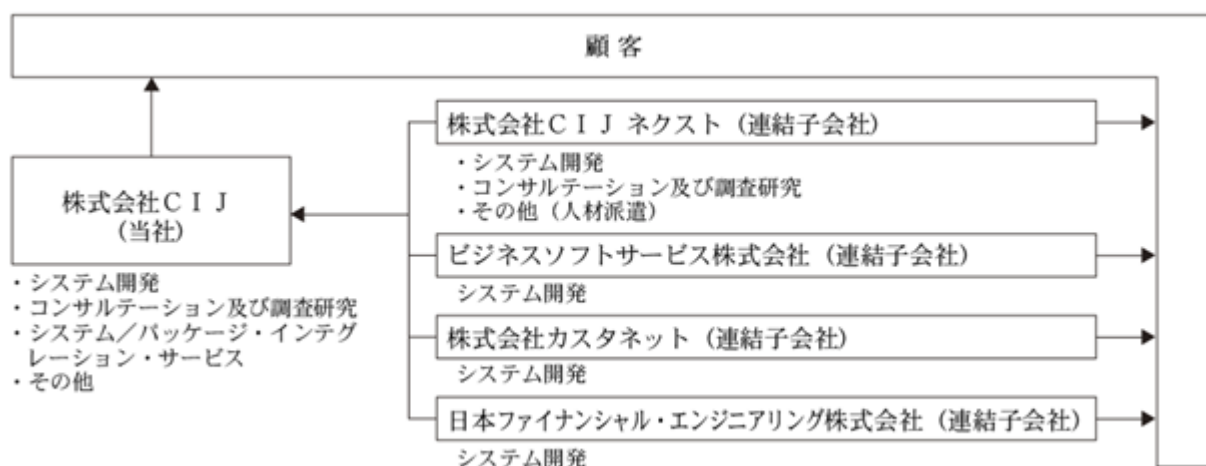 顧 客
株式会社ＣＩＪ
(当社)
・システム開発
・コンサルテーション及び調査研究
・システム／パッケージ・インテグ
レーション・サービス
・その他
株式会社ＣＩＪ ネクスト（連結子会社）
・システム開発
・コンサルテーション及び調査研究
・その他（人材派遣）
ビジネスソフトサービス株式会社（連結子会社）
システム開発
株式会社カスタネット（連結子会社）
システム開発
日本ファイナンシャル・エンジニアリング株式会社（連結子会社）
システム開発